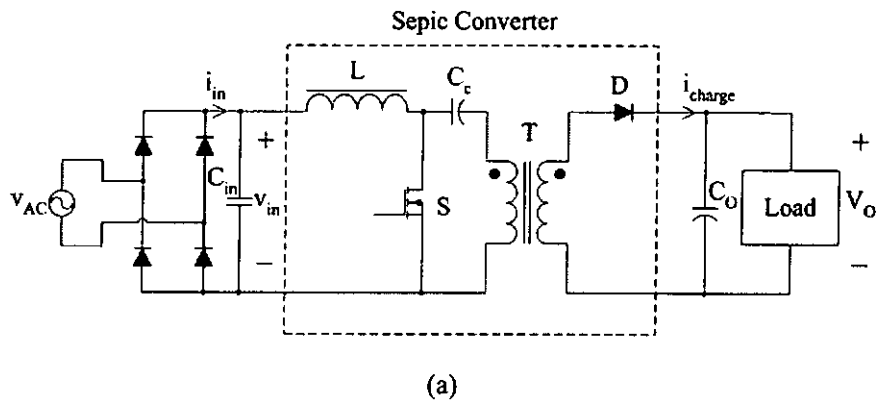 Sepic Converter
i_in
L
C_c
D
i_charge
T
+
+
v_AC
C_in
v_in
S
C_O
Load
V_O
−
−
(a)